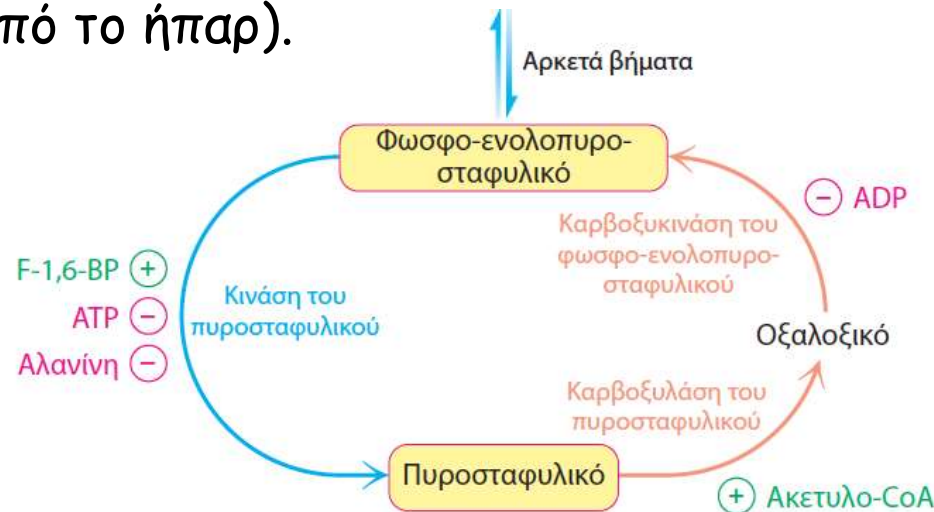 πό το ήπαρ).
Αρκετά βήματα
Φωσφο-ενολοπυρο-
σταφυλικό
− ADP
Καρβοξυκινάση του
φωσφο-ενολοπυρο-
σταφυλικού
F-1,6-BP +
ATP −
Αλανίνη −
Κινάση του
πυροσταφυλικού
Οξαλοξικό
Καρβοξυλάση του
πυροσταφυλικού
Πυροσταφυλικό
+ Ακετυλο-CoA